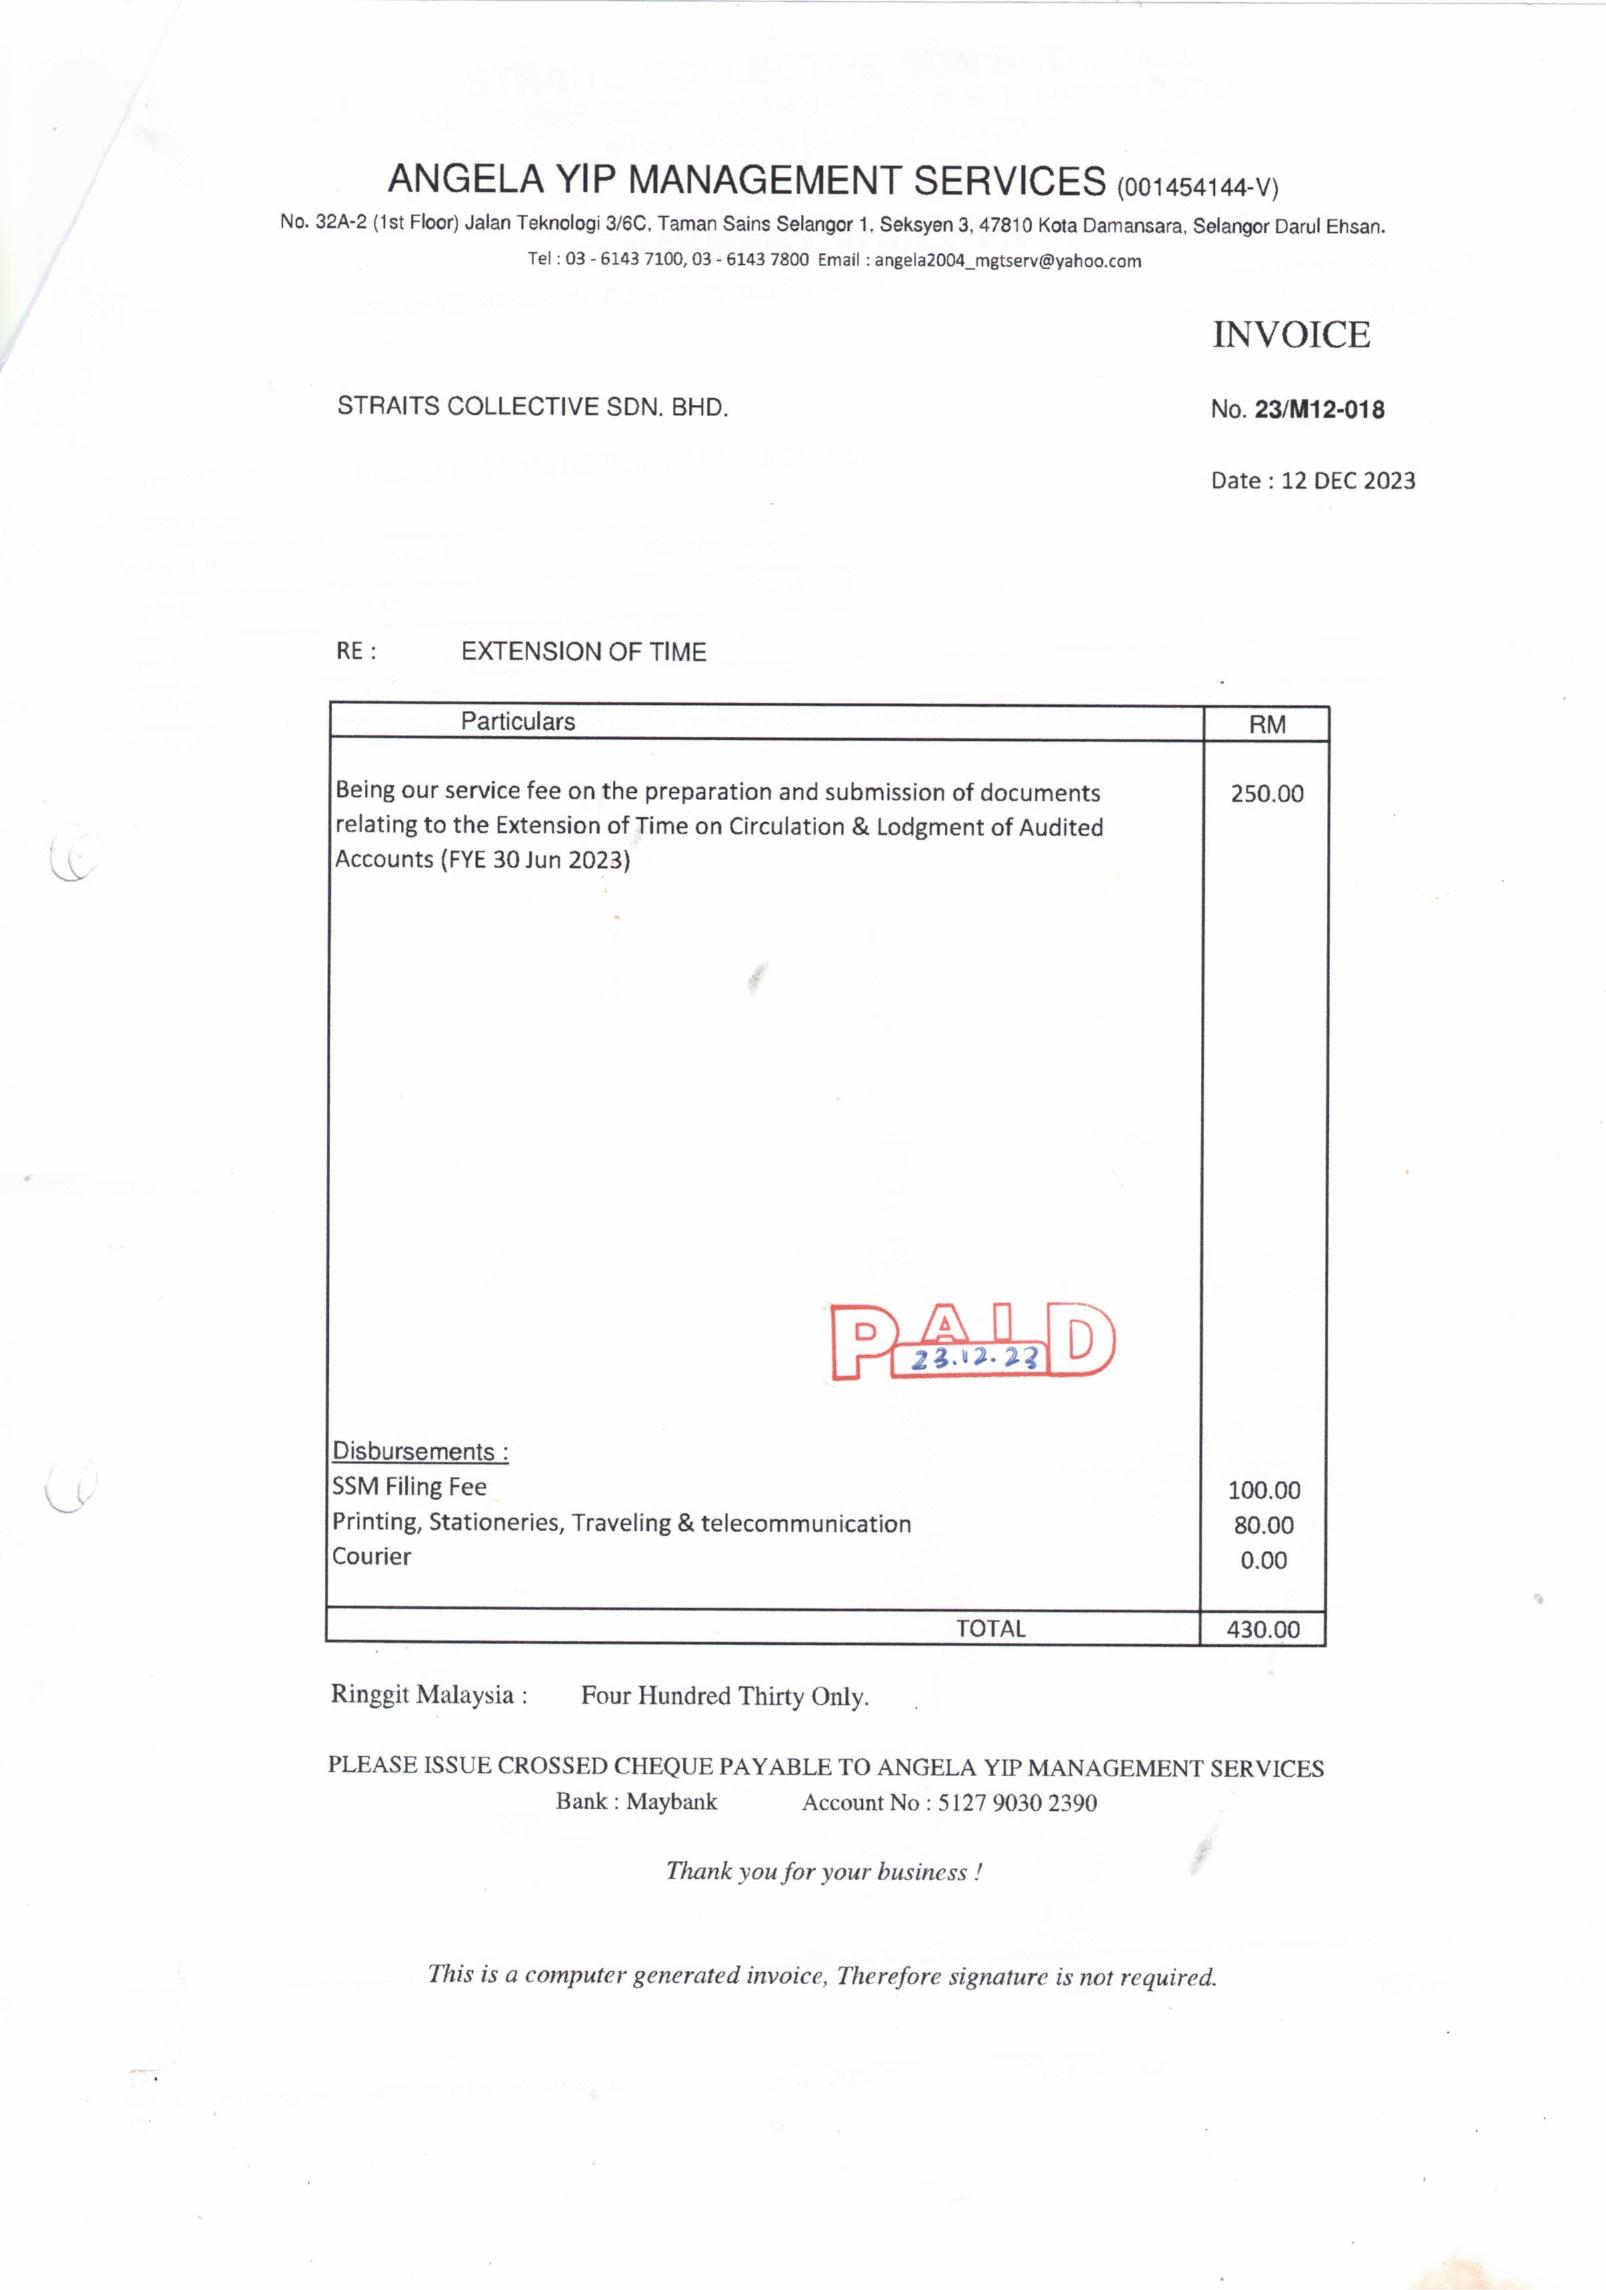 ANGELA YIP MANAGEMENT SERVICES (001454144-V)
No. 32A-2 (1st Floor) Jalan Teknologi 3/6C, Taman Sains Selangor 1, Seksyen 3, 47810 Kota Damansara, Selangor Darul Ehsan.
Tel : 03 - 6143 7100, 03 - 6143 7800 Email : angela2004_mgtserv@yahoo.com
INVOICE
STRAITS COLLECTIVE SDN. BHD.
No. 23/M12-018
Date : 12 DEC 2023
RE : EXTENSION OF TIME
Particulars RM
Being our service fee on the preparation and submission of documents 250.00
relating to the Extension of Time on Circulation & Lodgment of Audited
Accounts (FYE 30 Jun 2023)
PAID
23.12.23
Disbursements :
SSM Filing Fee 100.00
Printing, Stationeries, Traveling & telecommunication 80.00
Courier 0.00
TOTAL 430.00
Ringgit Malaysia : Four Hundred Thirty Only.
PLEASE ISSUE CROSSED CHEQUE PAYABLE TO ANGELA YIP MANAGEMENT SERVICES
Bank : Maybank Account No : 5127 9030 2390
Thank you for your business !
This is a computer generated invoice, Therefore signature is not required.